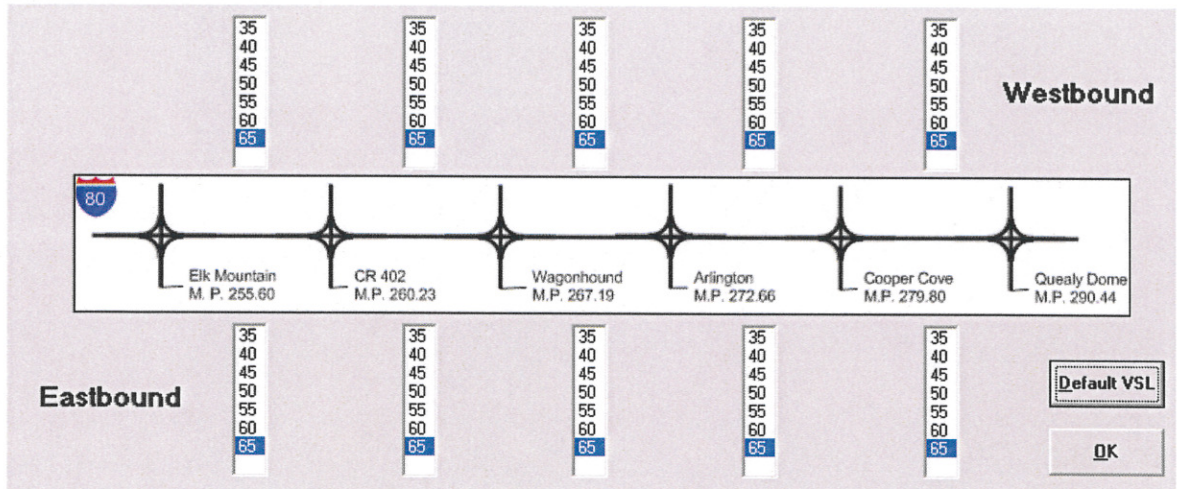 35 35 35 35 35
40 40 40 40 40
45 45 45 45 45
50 50 50 50 50
55 55 55 55 55
60 60 60 60 60
65 65 65 65 65
Westbound
80
Elk Mountain
M. P. 255.60
CR 402
M.P. 260.23
Wagonhound
M.P. 267.19
Arlington
M.P. 272.66
Cooper Cove
M.P. 279.80
Quealy Dome
M.P. 290.44
Eastbound
35 35 35 35 35
40 40 40 40 40
45 45 45 45 45
50 50 50 50 50
55 55 55 55 55
60 60 60 60 60
65 65 65 65 65
Default VSL
OK